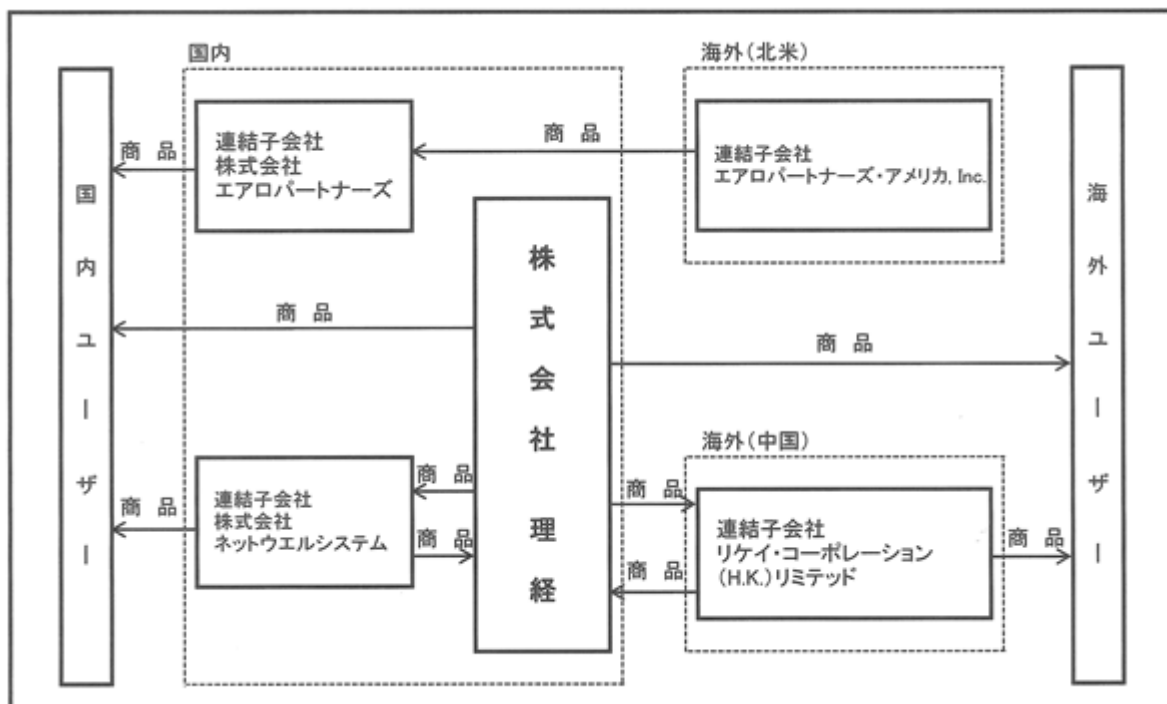 国内
海外(北米)
連結子会社
株式会社
エアロパートナーズ
商 品
商 品
連結子会社
エアロパートナーズ・アメリカ, Inc.
国内ユーザー
株式会社 理経
海外ユーザー
商 品
商 品
海外(中国)
連結子会社
株式会社
ネットウエルシステム
商 品
商 品
商 品
商 品
商 品
連結子会社
リケイ・コーポレーション
(H.K.)リミテッド
商 品